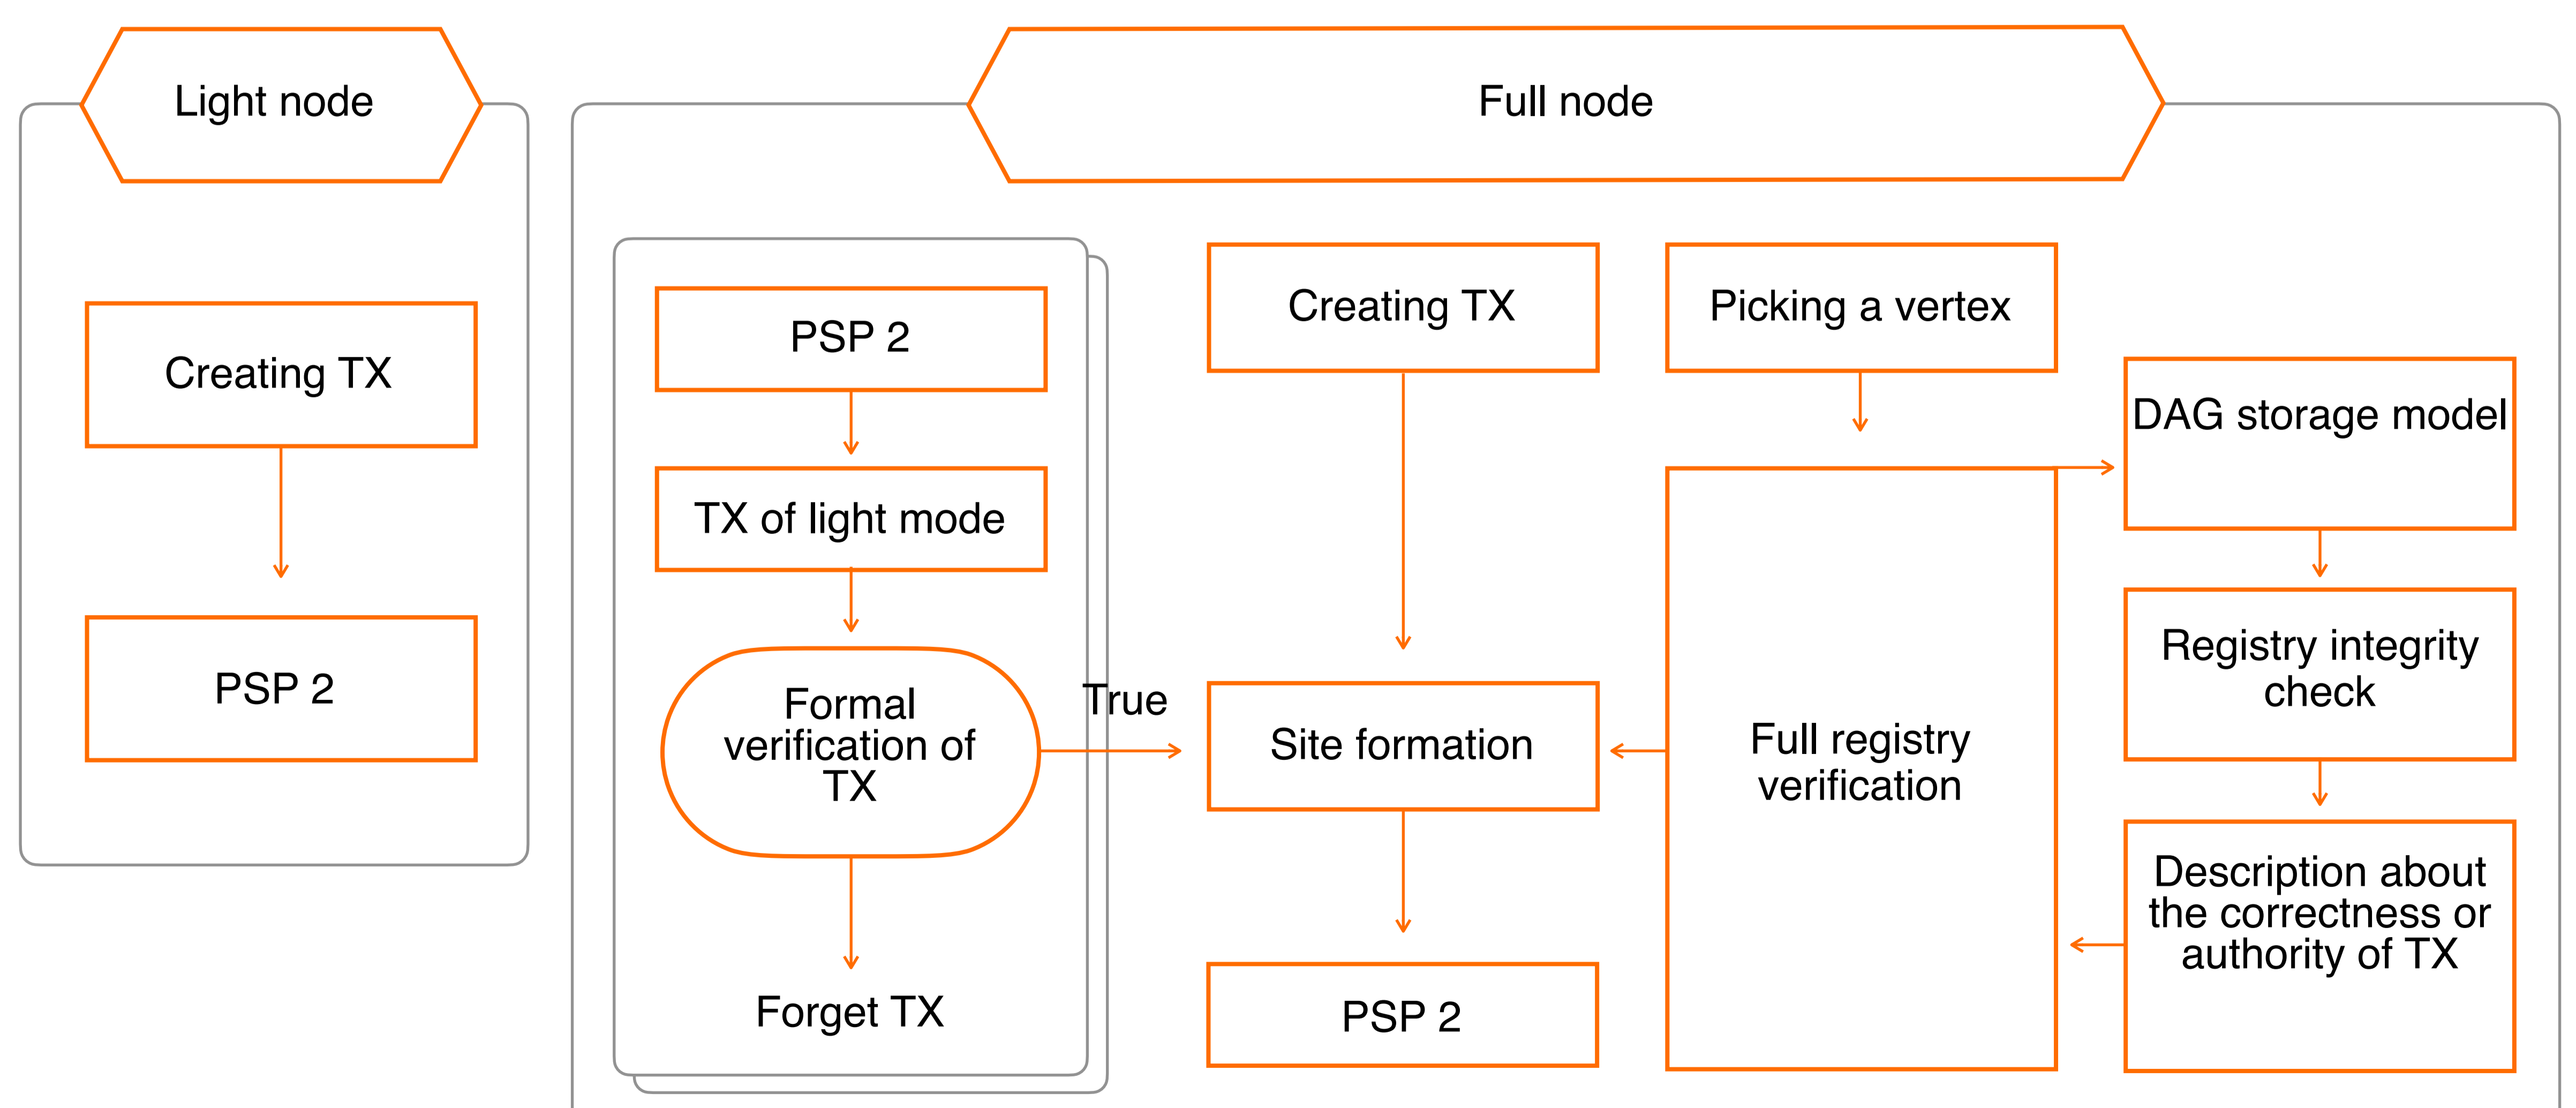 Light node
Creating TX
PSP 2
Full node
PSP 2
TX of light mode
Formal
verification of
TX
True
Forget TX
Creating TX
Site formation
PSP 2
Picking a vertex
Full registry
verification
DAG storage model
Registry integrity
check
Description about
the correctness or
authority of TX